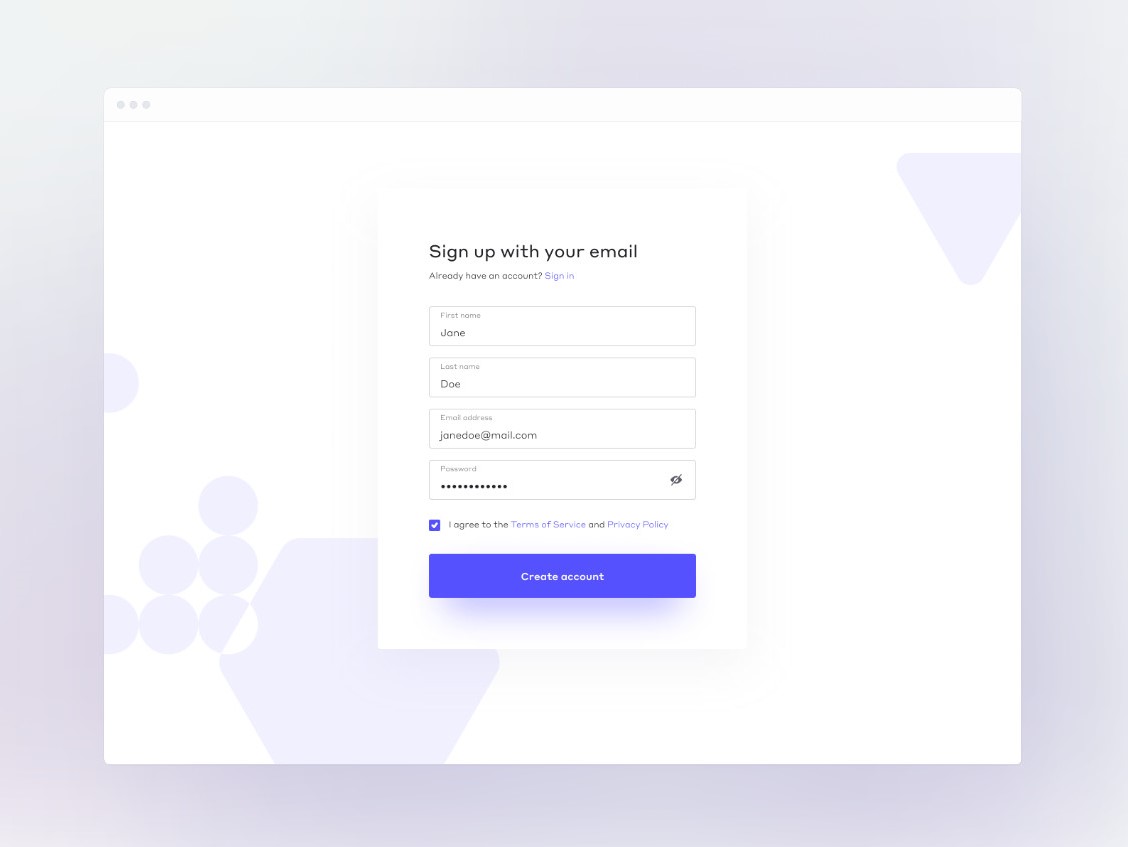 Sign up with your email
Already have an account? Sign in
First name
Jane
Last name
Doe
Email address
janedoe@mail.com
Password
••••••••••••
I agree to the Terms of Service and Privacy Policy
Create account